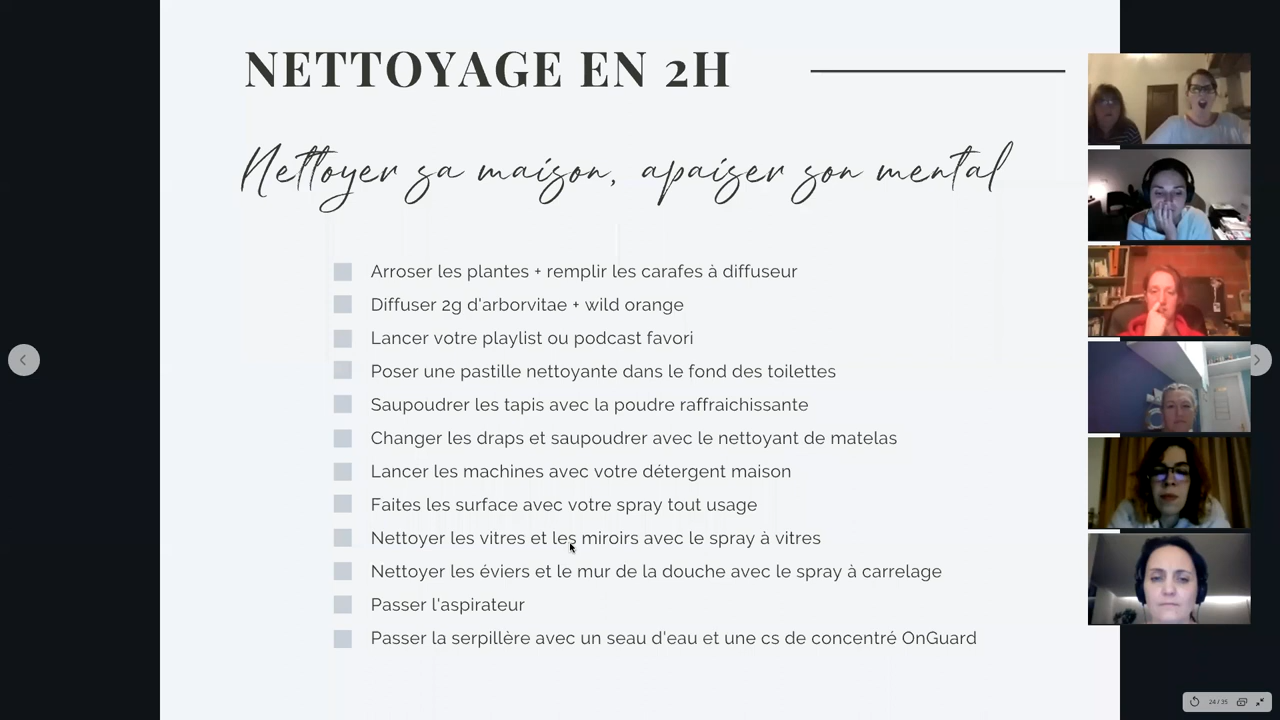 NETTOYAGE EN 2H
Nettoyer sa maison, apaiser son mental
Arroser les plantes + remplir les carafes à diffuseur
Diffuser 2g d'arborvitae + wild orange
Lancer votre playlist ou podcast favori
Poser une pastille nettoyante dans le fond des toilettes
Saupoudrer les tapis avec la poudre raffraichissante
Changer les draps et saupoudrer avec le nettoyant de matelas
Lancer les machines avec votre détergent maison
Faites les surface avec votre spray tout usage
Nettoyer les vitres et les miroirs avec le spray à vitres
Nettoyer les éviers et le mur de la douche avec le spray à carrelage
Passer l'aspirateur
Passer la serpillère avec un seau d'eau et une cs de concentré OnGuard
24 / 35